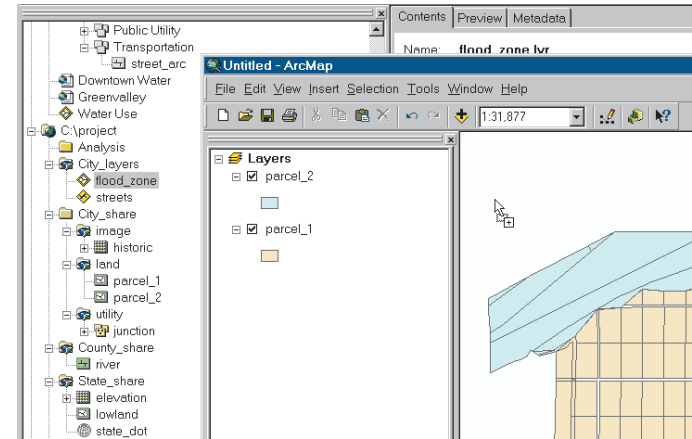 Public Utility
Transportation
street_arc
Downtown Water
Greenvalley
Water Use
C:\project
Analysis
City_layers
flood_zone
streets
City_share
image
historic
land
parcel_1
parcel_2
utility
junction
County_share
river
State_share
elevation
lowland
state_dot
Contents Preview Metadata
Name: flood_zone.lyr
Untitled - ArcMap
File Edit View Insert Selection Tools Window Help
1:31,877
Layers
parcel_2
parcel_1